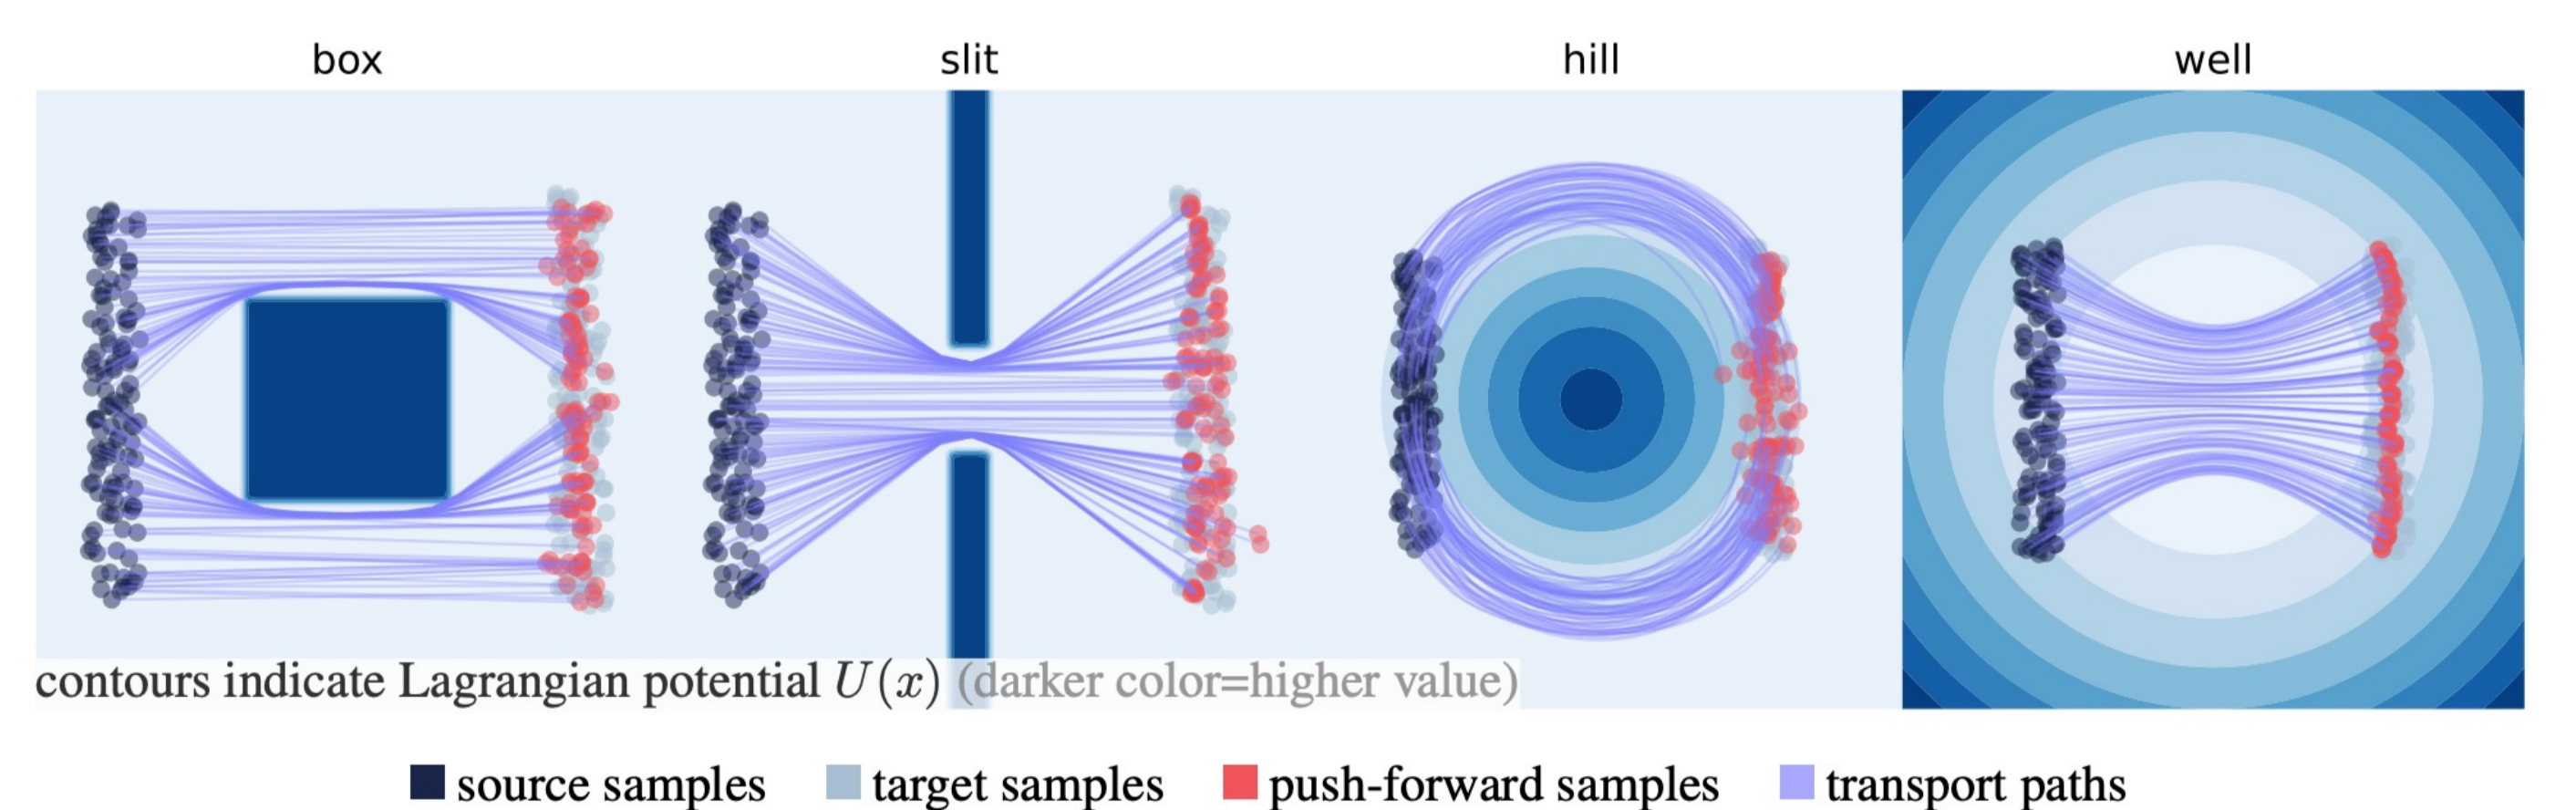 box slit hill well
contours indicate Lagrangian potential U(x) (darker color=higher value)
source samples target samples push-forward samples transport paths